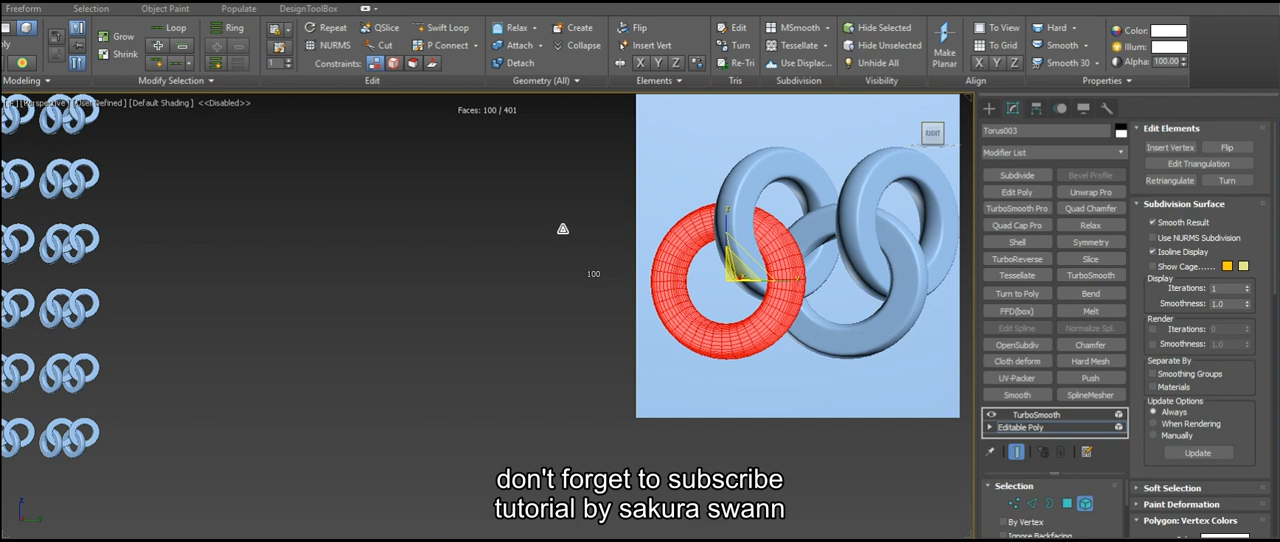 Freeform Selection Object Paint Populate DesignToolBox
Grow Loop Ring Repeat QSlice Swift Loop Relax Create Flip Edit MSmooth Hide Selected To View Hard Color:
Shrink NURMS Cut P Connect Attach Collapse Insert Vert Turn Tessellate Hide Unselected Make Planar To Grid Smooth Illum:
Constraints: Detach X Y Z Re-Tri Use Displac... Unhide All X Y Z Smooth 30 Alpha: 100.00
Modeling Modify Selection Edit Geometry (All) Elements Tris Subdivision Visibility Align Properties
[Perspective] [User Defined] [Default Shading] <<Disabled>>
Faces: 100 / 401
100
RIGHT
Torus003
Modifier List
Subdivide Bevel Profile
Edit Poly Unwrap Pro
TurboSmooth Pro Quad Chamfer
Quad Cap Pro Relax
Shell Symmetry
TurboReverse Slice
Tessellate TurboSmooth
Turn to Poly Bend
FFD(box) Melt
Edit Spline Normalize Spl.
OpenSubdiv Chamfer
Cloth deform Hard Mesh
UV-Packer Push
Smooth SplineMesher
TurboSmooth
Editable Poly
Selection
By Vertex
Ignore Backfacing
Edit Elements
Insert Vertex Flip
Edit Triangulation
Retriangulate Turn
Subdivision Surface
Smooth Result
Use NURMS Subdivision
Isoline Display
Show Cage......
Display
Iterations: 1
Smoothness: 1.0
Render
Iterations: 0
Smoothness: 1.0
Separate By
Smoothing Groups
Materials
Update Options
Always
When Rendering
Manually
Update
Soft Selection
Paint Deformation
Polygon: Vertex Colors
don't forget to subscribe
tutorial by sakura swann